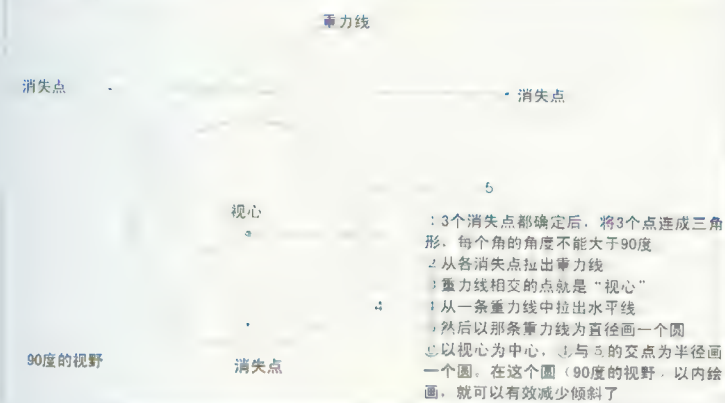 重力线
消失点
消失点
5
视心
4
90度的视野
消失点
3个消失点都确定后，将3个点连成三角
形，每个角的角度不能大于90度
2从各消失点拉出重力线
重力线相交的点就是“视心”
从一条重力线中拉出水平线
然后以那条重力线为直径画一个圆
以视心为中心，与5的交点为半径画
一个圆。在这个圆（90度的视野）以内绘
画，就可以有效减少倾斜了